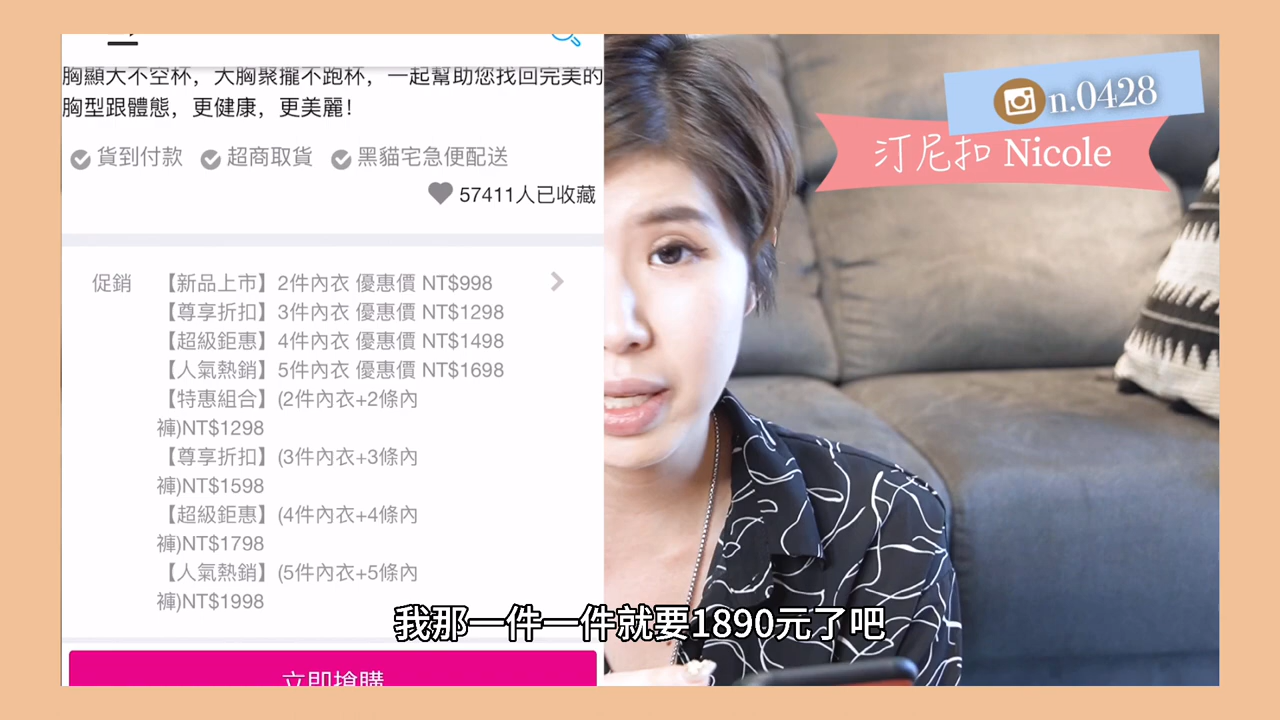 胸顯大不空杯，大胸聚攏不跑杯，一起幫助您找回完美的
胸型跟體態，更健康，更美麗！
貨到付款 超商取貨 黑貓宅急便配送
57411人已收藏
促銷
【新品上市】2件內衣 優惠價 NT$998
【尊享折扣】3件內衣 優惠價 NT$1298
【超級鉅惠】4件內衣 優惠價 NT$1498
【人氣熱銷】5件內衣 優惠價 NT$1698
【特惠組合】(2件內衣+2條內
褲)NT$1298
【尊享折扣】(3件內衣+3條內
褲)NT$1598
【超級鉅惠】(4件內衣+4條內
褲)NT$1798
【人氣熱銷】(5件內衣+5條內
褲)NT$1998
立即搶購
n.0428
汀尼扣 Nicole
我那一件一件就要1890元了吧